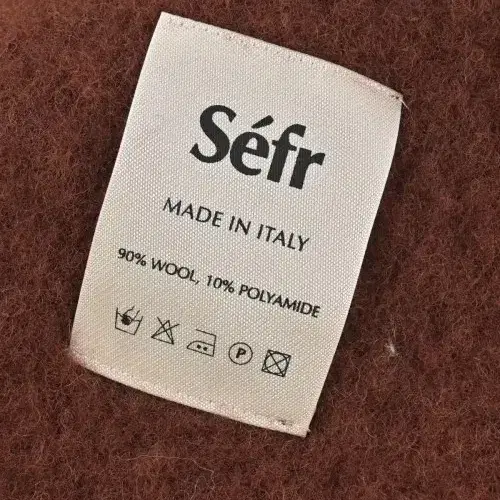 Séfr
MADE IN ITALY
90% WOOL, 10% POLYAMIDE
P